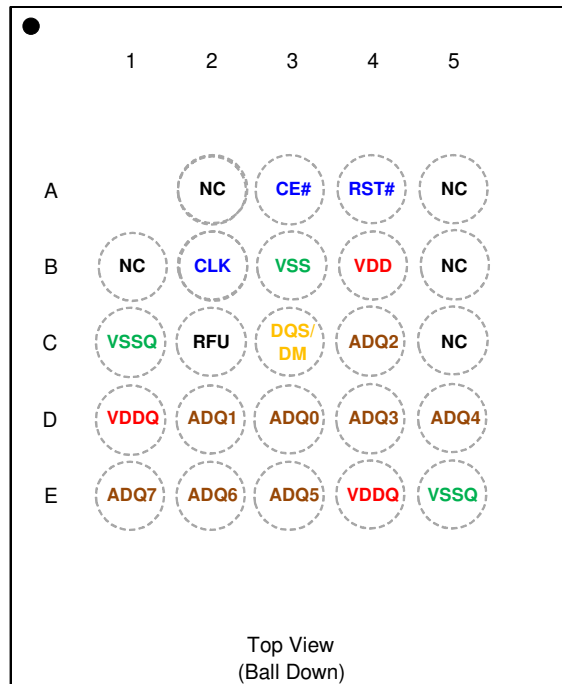 1 2 3 4 5
A NC CE# RST# NC
B NC CLK VSS VDD NC
C VSSQ RFU DQS/
DM ADQ2 NC
D VDDQ ADQ1 ADQ0 ADQ3 ADQ4
E ADQ7 ADQ6 ADQ5 VDDQ VSSQ
Top View
(Ball Down)